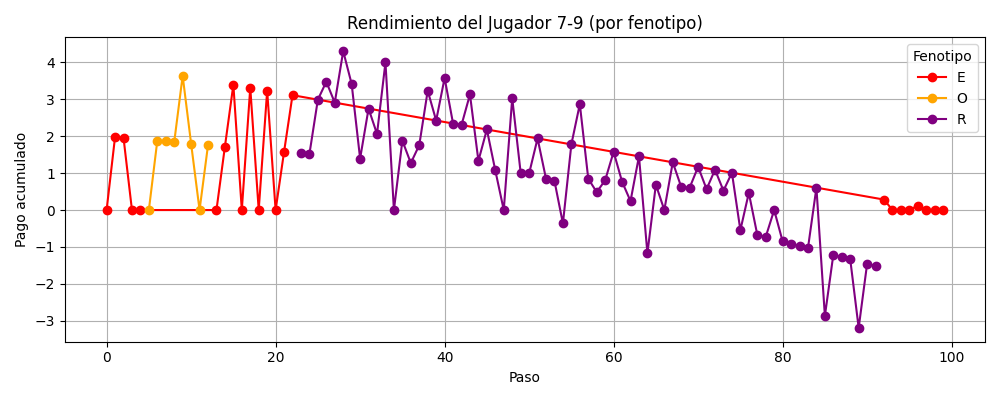 Rendimiento del Jugador 7-9 (por fenotipo)
Pago acumulado
4
3
2
1
0
−1
−2
−3
0
20
40
60
80
100
Paso
Fenotipo
E
O
R